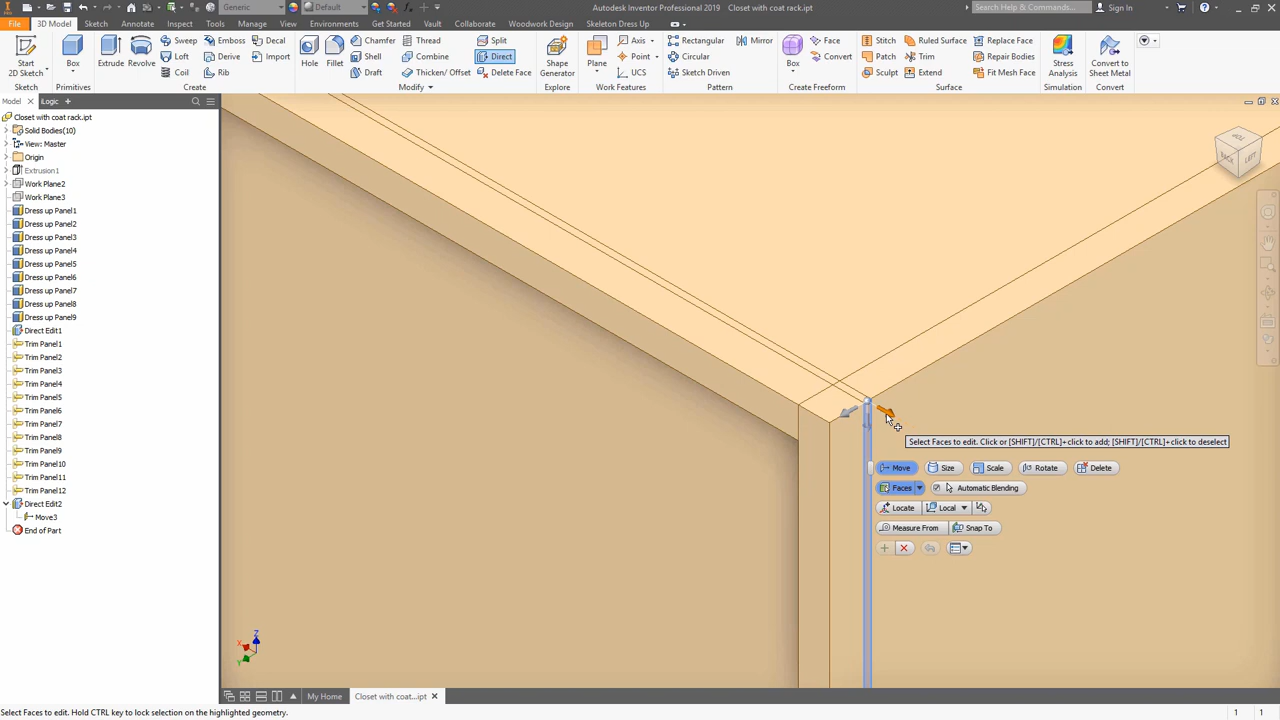 PRO
Generic
Default
Autodesk Inventor Professional 2019 Closet with coat rack.ipt
Search Help & Commands...
Sign In
File
3D Model
Sketch
Annotate
Inspect
Tools
Manage
View
Environments
Get Started
Vault
Collaborate
Electromechanical
Woodwork Design
Skeleton Dress Up
Start
2D Sketch
Sketch
Box
Primitives
Extrude
Revolve
Sweep
Loft
Coil
Emboss
Derive
Rib
Decal
Import
Create
Hole
Fillet
Chamfer
Shell
Draft
Thread
Combine
Thicken/ Offset
Split
Direct
Delete Face
Modify
Shape
Generator
Explore
Plane
Axis
Point
UCS
Work Features
Rectangular
Circular
Sketch Driven
Mirror
Pattern
Box
Face
Convert
Create Freeform
Stitch
Patch
Sculpt
Ruled Surface
Trim
Extend
Replace Face
Repair Bodies
Fit Mesh Face
Surface
Stress
Analysis
Simulation
Convert to
Sheet Metal
Convert
Model
iLogic
Closet with coat rack.ipt
Solid Bodies(10)
View: Master
Origin
Extrusion1
Work Plane2
Work Plane3
Dress up Panel1
Dress up Panel2
Dress up Panel3
Dress up Panel4
Dress up Panel5
Dress up Panel6
Dress up Panel7
Dress up Panel8
Dress up Panel9
Direct Edit1
Trim Panel1
Trim Panel2
Trim Panel3
Trim Panel4
Trim Panel5
Trim Panel6
Trim Panel7
Trim Panel8
Trim Panel9
Trim Panel10
Trim Panel11
Trim Panel12
Direct Edit2
Move3
End of Part
TOP
BACK
LEFT
Select Faces to edit. Click or [SHIFT]/[CTRL]+click to add; [SHIFT]/[CTRL]+click to deselect
Move
Size
Scale
Rotate
Delete
Faces
Automatic Blending
Locate
Local
Measure From
Snap To
X
Y
Z
My Home
Closet with coat...ipt
Select Faces to edit. Hold CTRL key to lock selection on the highlighted geometry.
1
1